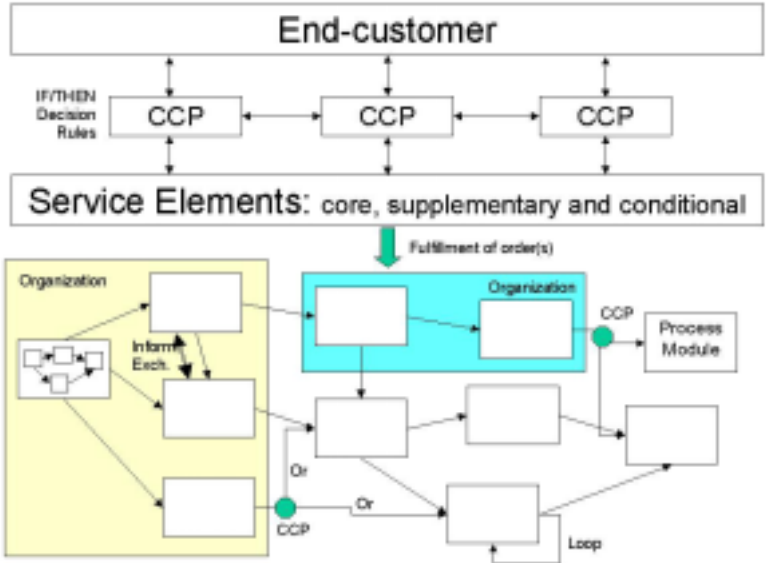 End-customer
IF/THEN
Decision
Rules
CCP
CCP
CCP
Service Elements: core, supplementary and conditional
Fulfillment of order(s)
Organization
Organization
CCP
Process
Module
Inform.
Exch.
Or
Or
CCP
Loop